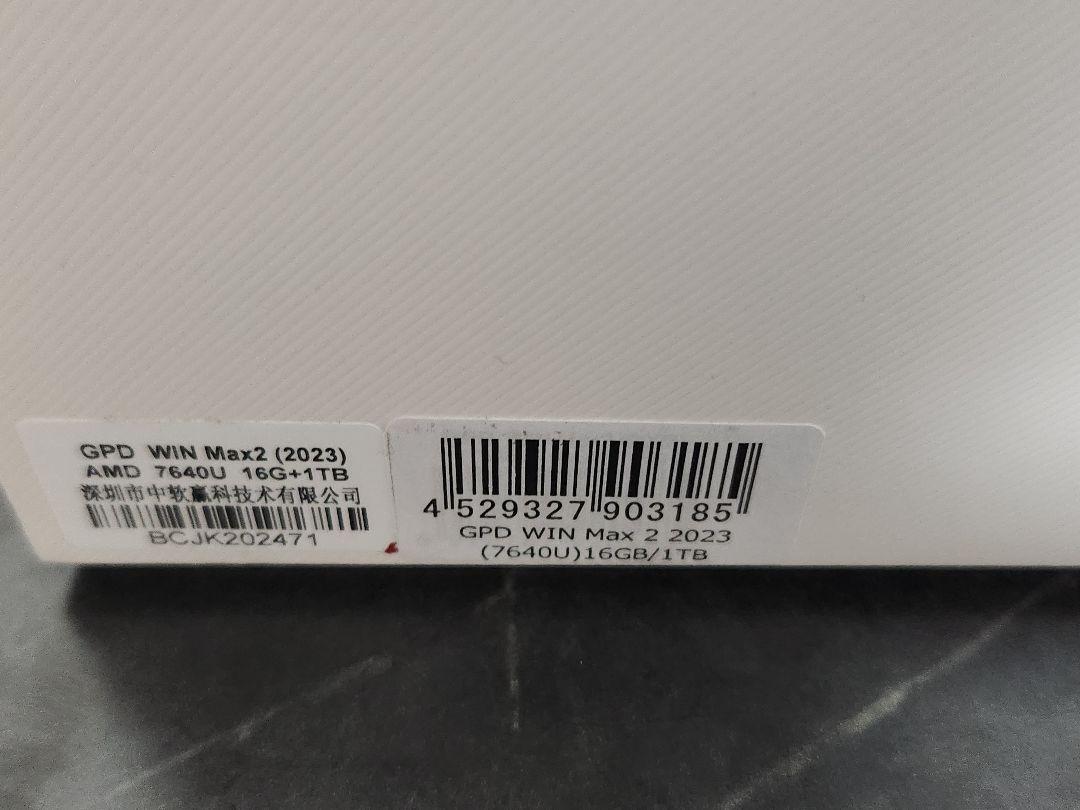 GPD WIN Max2 (2023)
AMD 7640U 16G+1TB
深圳市中软赢科技术有限公司
BCJK202471
4 529327 903185
GPD WIN Max 2 2023
(7640U)16GB/1TB